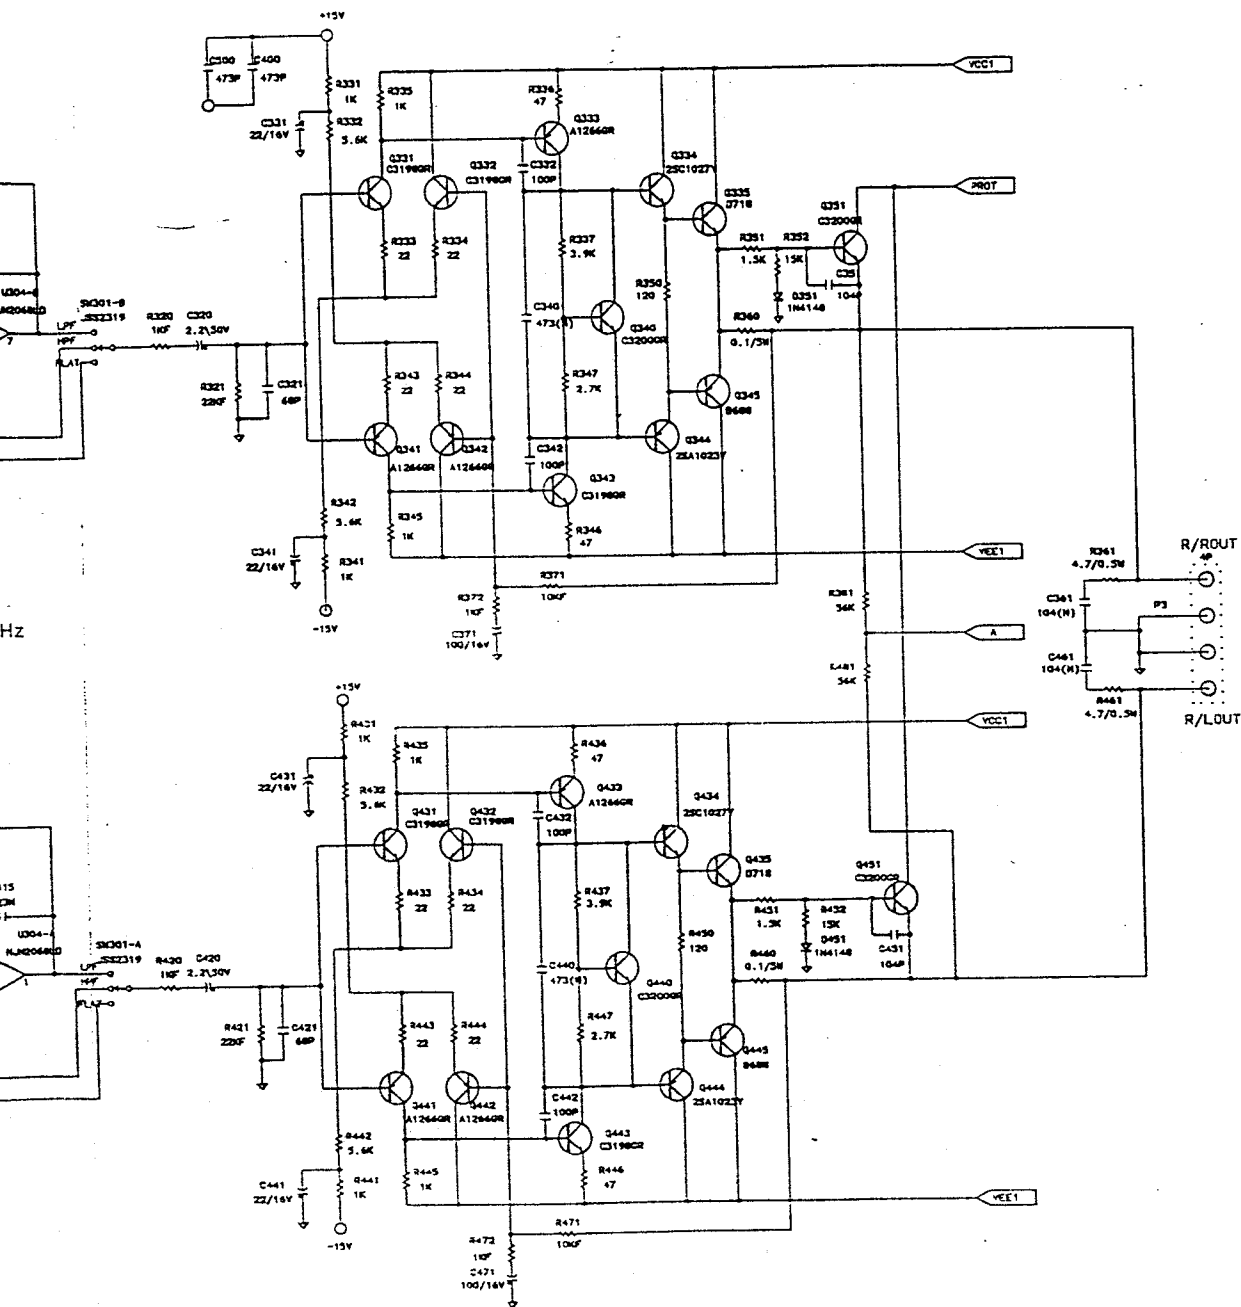 +15V
C400
473P
473P
R331
1K
R335
1K
R336
47
VCC1
C331
22/16V
R332
5.6K
Q333
A1266GR
Q331
C3198GR
Q332
C3198GR
C332
100P
Q334
2SC1027Y
Q335
D718
PROT
Q351
C3200GR
R333
22
R334
22
R337
3.9K
R351
1.5K
R352
15K
R350
120
D351
1N4148
104P
U304-B
7
SW301-B
SS2319
LPF
HPF
FLAT
R320
1KF
C320
2.2\50V
C340
473(M)
Q340
C3200GR
R360
0.1/5W
R321
22KF
C321
68P
R343
22
R344
22
R347
2.7K
Q345
B688
Q341
A1266GR
Q342
A1266GR
C342
100P
Q344
2SA1023Y
Q343
C3198GR
R342
5.6K
R345
1K
R346
47
C341
22/16V
R341
1K
VEE1
-15V
R371
10KF
R372
1KF
C371
100/16V
R/ROUT
4P
R361
4.7/0.5W
C361
104(M)
P3
R381
56K
A
Hz
C461
104(M)
56K
R461
4.7/0.5W
R/LOUT
+15V
R431
1K
R435
1K
R436
47
VCC1
C431
22/16V
R432
5.6K
Q433
A1266GR
Q431
C3198GR
Q432
C3198GR
C432
100P
Q434
2SC1027Y
Q435
D718
Q451
C3200GR
R433
22
R434
22
R437
3.9K
R451
1.5K
R452
15K
R450
120
1N4148
C451
104P
U304-A
NJM2068LD
1
SW301-A
SS2319
LPF
HPF
FLAT
R420
1KF
C420
2.2\50V
C440
473(M)
Q440
C3200GR
R460
0.1/5W
R421
22KF
C421
68P
R443
22
R444
22
R447
2.7K
Q445
B688
Q441
A1266GR
Q442
A1266GR
C442
100P
Q444
2SA1023Y
Q443
C3198GR
R442
5.6K
R445
1K
R446
47
C441
22/16V
R441
1K
VEE1
-15V
R471
10KF
R472
1KF
C471
100/16V